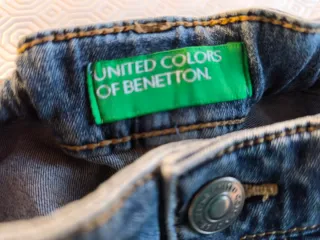 UNITED COLORS
OF BENETTON.